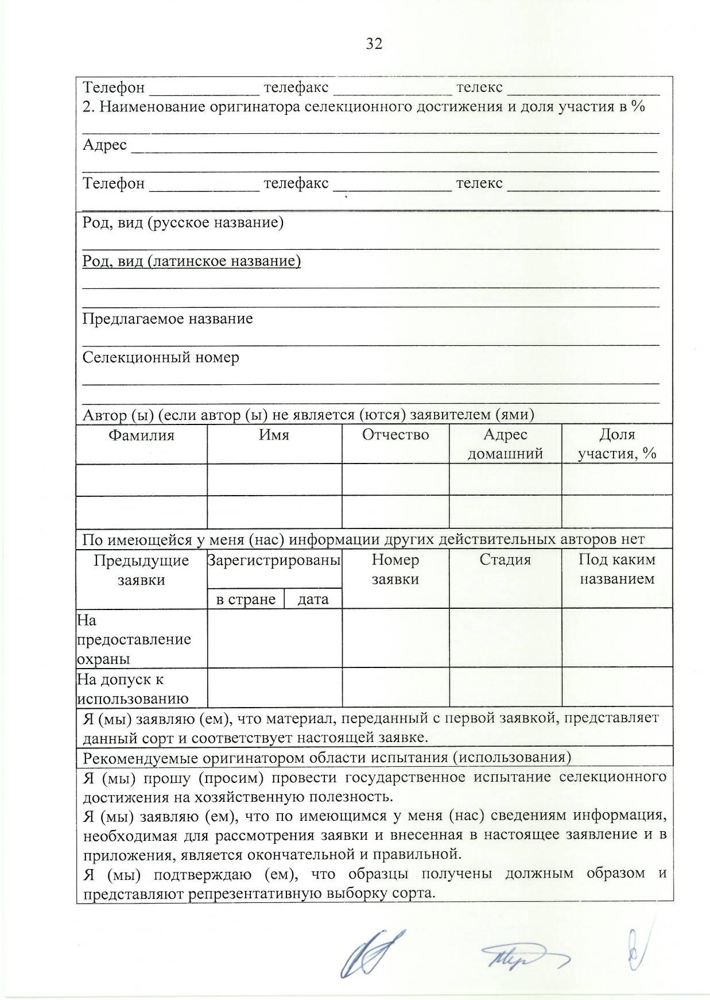 32
Телефон ______________ телефакс _______________ телекс ___________________
2. Наименование оригинатора селекционного достижения и доля участия в %
Адрес
Телефон ______________ телефакс _______________ телекс ___________________
Род, вид (русское название)
Род, вид (латинское название)
Предлагаемое название
Селекционный номер
Автор (ы) (если автор (ы) не является (ются) заявителем (ями)
Фамилия Имя Отчество Адрес Доля
домашний участия, %
По имеющейся у меня (нас) информации других действительных авторов нет
Предыдущие Зарегистрированы Номер Стадия Под каким
заявки заявки названием
в стране дата
На
предоставление
охраны
На допуск к
использованию
Я (мы) заявляю (ем), что материал, переданный с первой заявкой, представляет
данный сорт и соответствует настоящей заявке.
Рекомендуемые оригинатором области испытания (использования)
Я (мы) прошу (просим) провести государственное испытание селекционного
достижения на хозяйственную полезность.
Я (мы) заявляю (ем), что по имеющимся у меня (нас) сведениям информация,
необходимая для рассмотрения заявки и внесенная в настоящее заявление и в
приложения, является окончательной и правильной.
Я (мы) подтверждаю (ем), что образцы получены должным образом и
представляют репрезентативную выборку сорта.